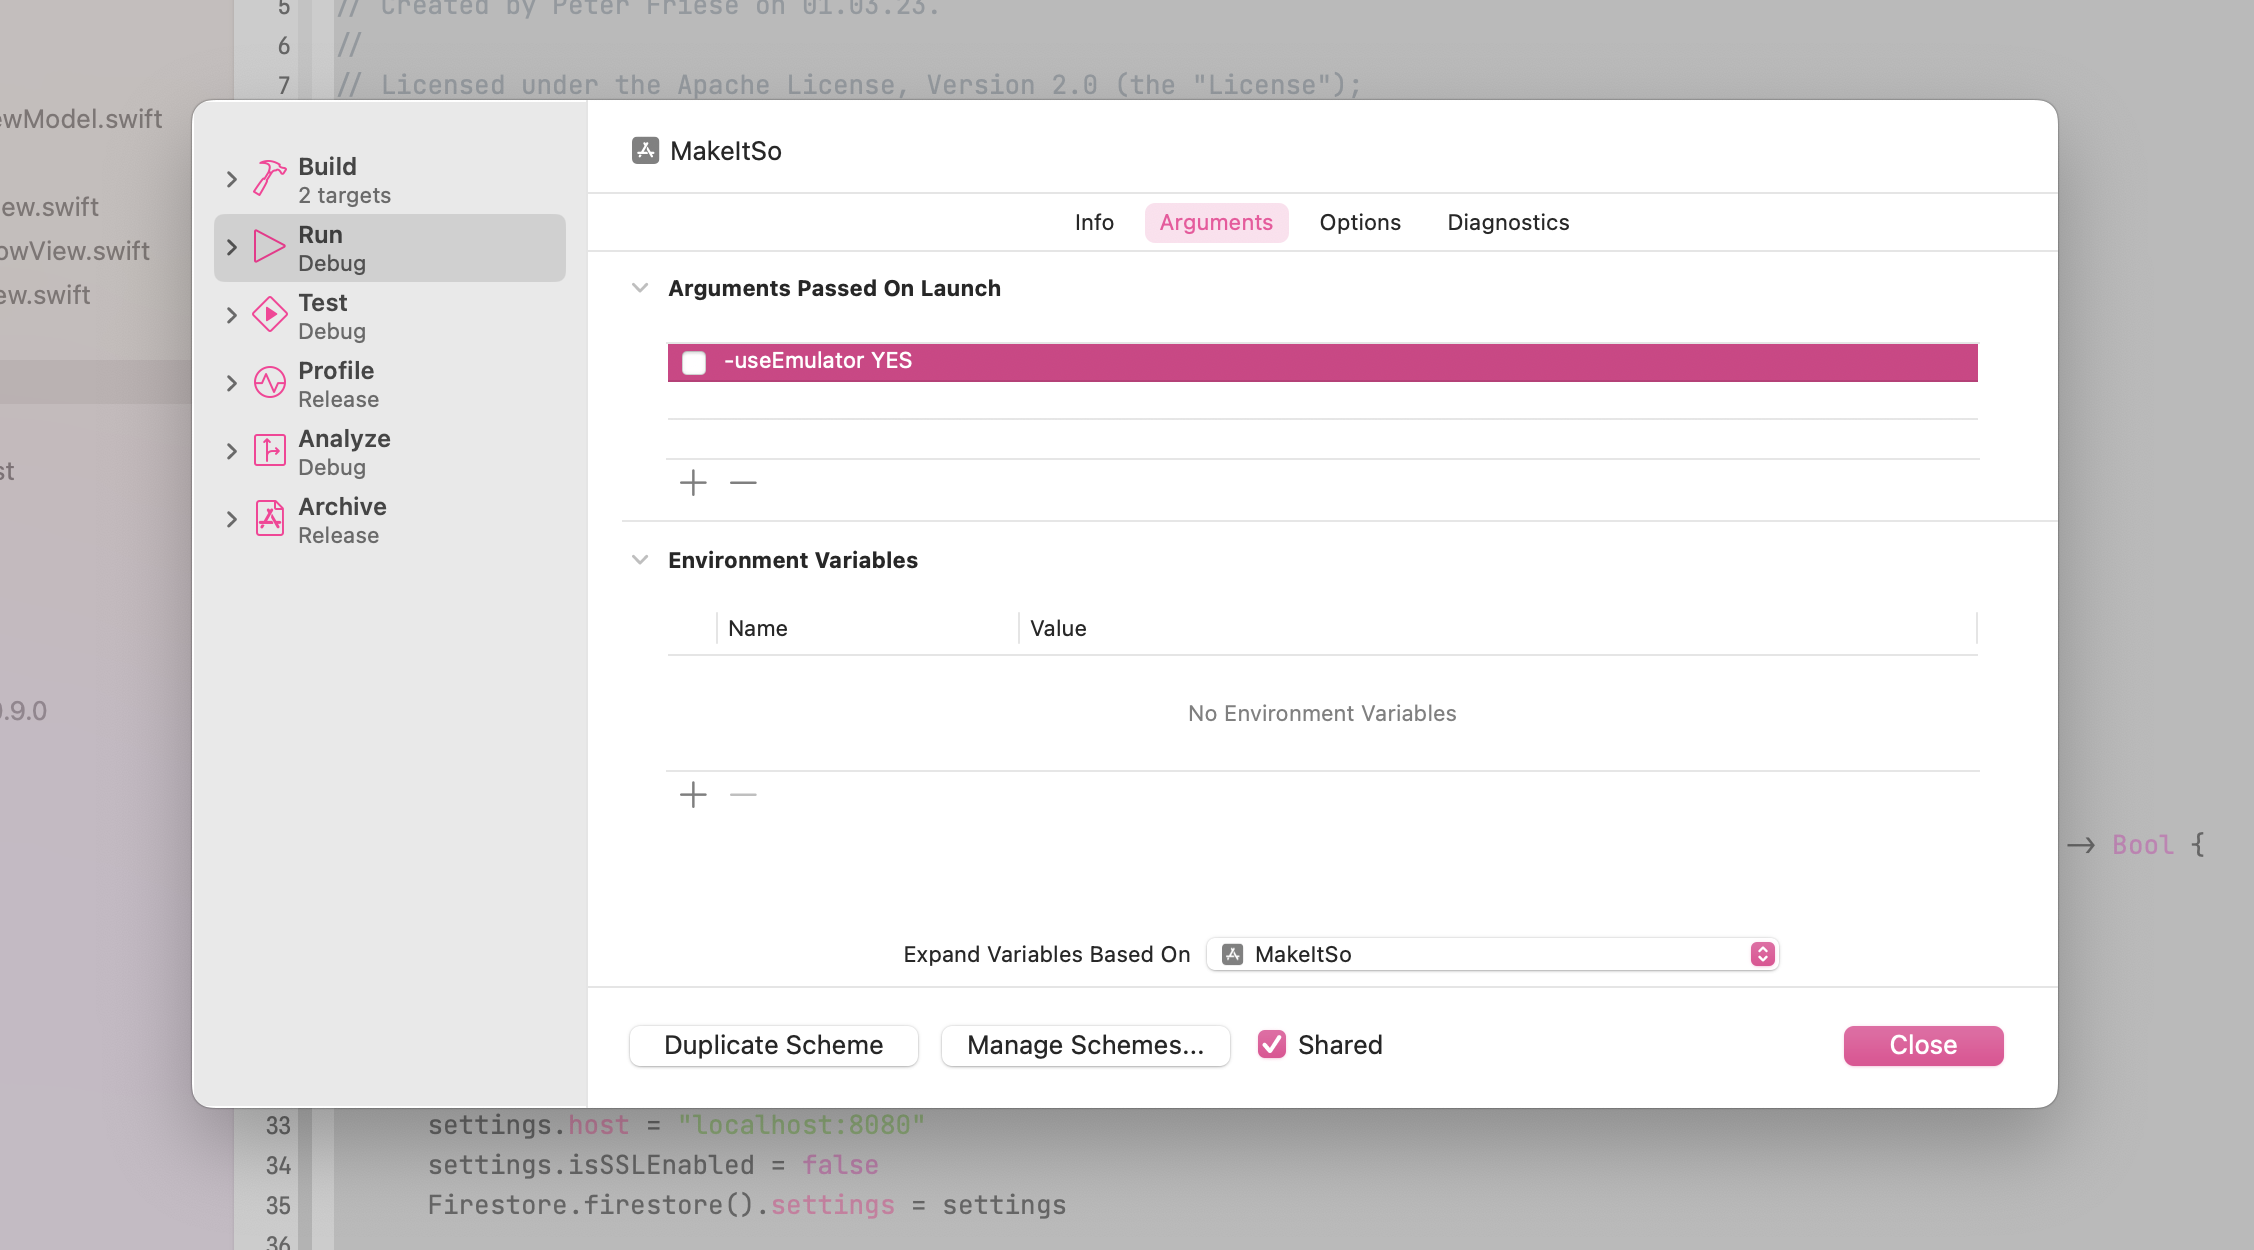 5 // Created by Peter Friese on 01.03.23.
6 //
7 // Licensed under the Apache License, Version 2.0 (the "License");
ewModel.swift
ew.swift
owView.swift
ew.swift
st
0.9.0
Build
2 targets
Run
Debug
Test
Debug
Profile
Release
Analyze
Debug
Archive
Release
MakeItSo
Info Arguments Options Diagnostics
Arguments Passed On Launch
-useEmulator YES
Environment Variables
Name Value
No Environment Variables
Expand Variables Based On MakeItSo
Duplicate Scheme Manage Schemes... Shared Close
-> Bool {
33 settings.host = "localhost:8080"
34 settings.isSSLEnabled = false
35 Firestore.firestore().settings = settings
36